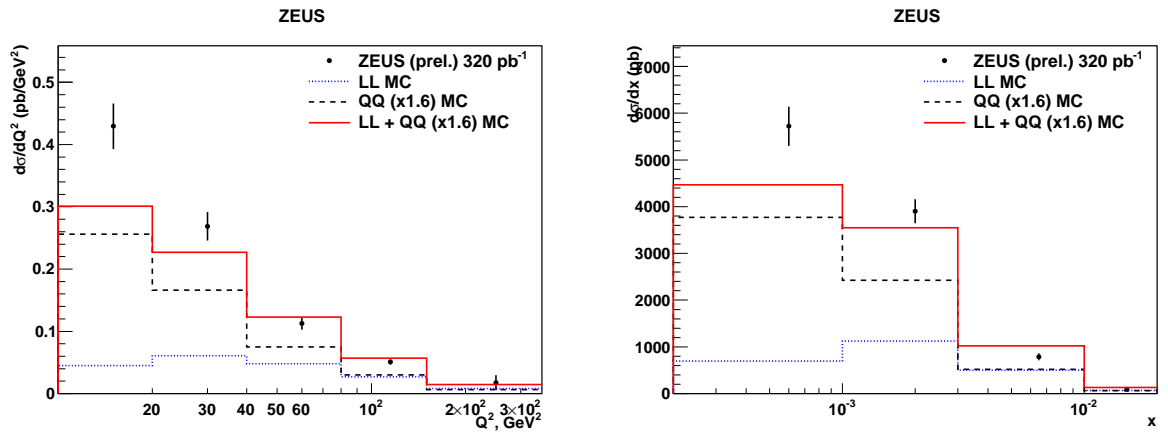 ZEUS
dσ/dQ² (pb/GeV²)
0.5
0.4
0.3
0.2
0.1
0
ZEUS (prel.) 320 pb⁻¹
LL MC
QQ (x1.6) MC
LL + QQ (x1.6) MC
20 30 40 50 60 10² 2×10² 3×10²
Q², GeV²
ZEUS
dσ/dx (pb)
7000
6000
5000
4000
3000
2000
1000
0
ZEUS (prel.) 320 pb⁻¹
LL MC
QQ (x1.6) MC
LL + QQ (x1.6) MC
10⁻³ 10⁻²
x